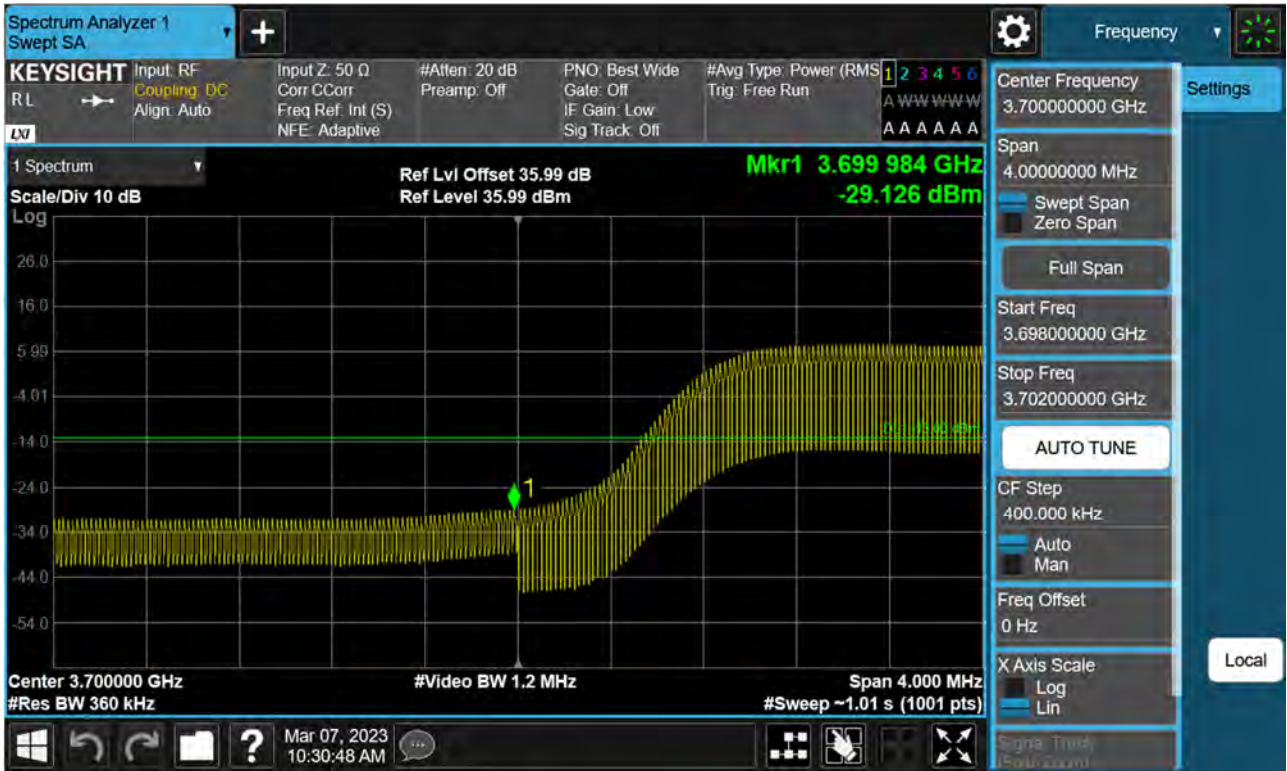 Spectrum Analyzer 1
Swept SA
+
Frequency
KEYSIGHT
RL
LXI
Input: RF
Coupling: DC
Align: Auto
Input Z: 50 Ω
Corr CCorr
Freq Ref: Int (S)
NFE: Adaptive
#Atten: 20 dB
Preamp: Off
PNO: Best Wide
Gate: Off
IF Gain: Low
Sig Track: Off
#Avg Type: Power (RMS
Trig: Free Run
1 2 3 4 5 6
A W W W W W
A A A A A A
1 Spectrum
Scale/Div 10 dB
Log
Ref Lvl Offset 35.99 dB
Ref Level 35.99 dBm
Mkr1 3.699 984 GHz
-29.126 dBm
26.0
16.0
5.99
-4.01
-14.0
-24.0
-34.0
-44.0
-54.0
1
Center 3.700000 GHz
#Res BW 360 kHz
#Video BW 1.2 MHz
Span 4.000 MHz
#Sweep ~1.01 s (1001 pts)
Center Frequency
3.700000000 GHz
Span
4.00000000 MHz
Swept Span
Zero Span
Full Span
Start Freq
3.698000000 GHz
Stop Freq
3.702000000 GHz
AUTO TUNE
CF Step
400.000 kHz
Auto
Man
Freq Offset
0 Hz
X Axis Scale
Log
Lin
Settings
Local
?
Mar 07, 2023
10:30:48 AM